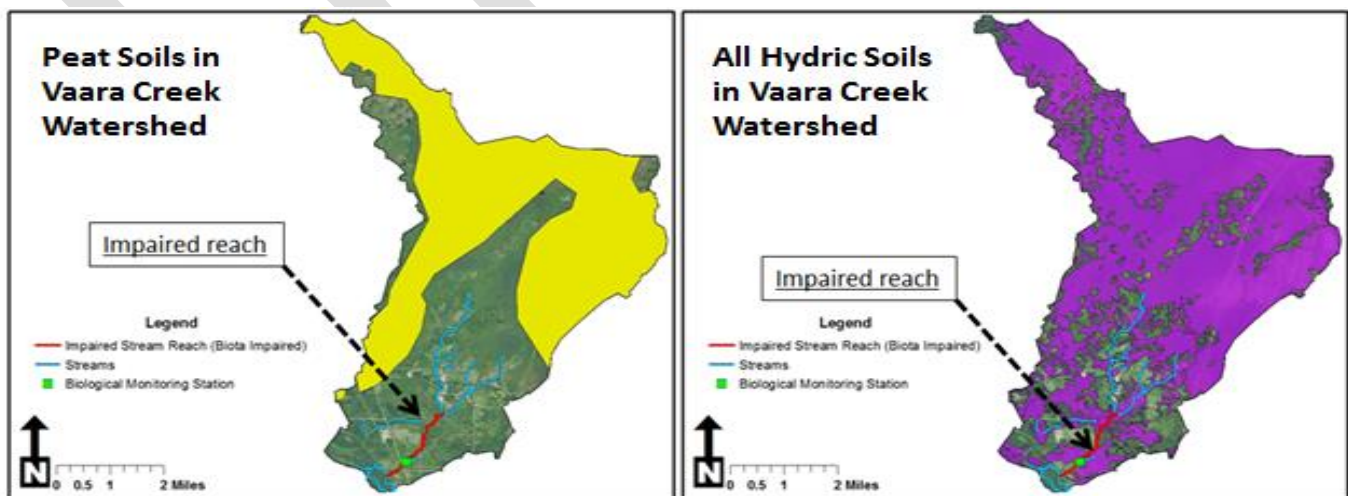 Peat Soils in
Vaara Creek
Watershed
Impaired reach
Legend
Impaired Stream Reach (Biota Impaired)
Streams
Biological Monitoring Station
N
0 0.5 1 2 Miles
All Hydric Soils
in Vaara Creek
Watershed
Impaired reach
Legend
Impaired Stream Reach (Biota Impaired)
Streams
Biological Monitoring Station
N
0 0.5 1 2 Miles